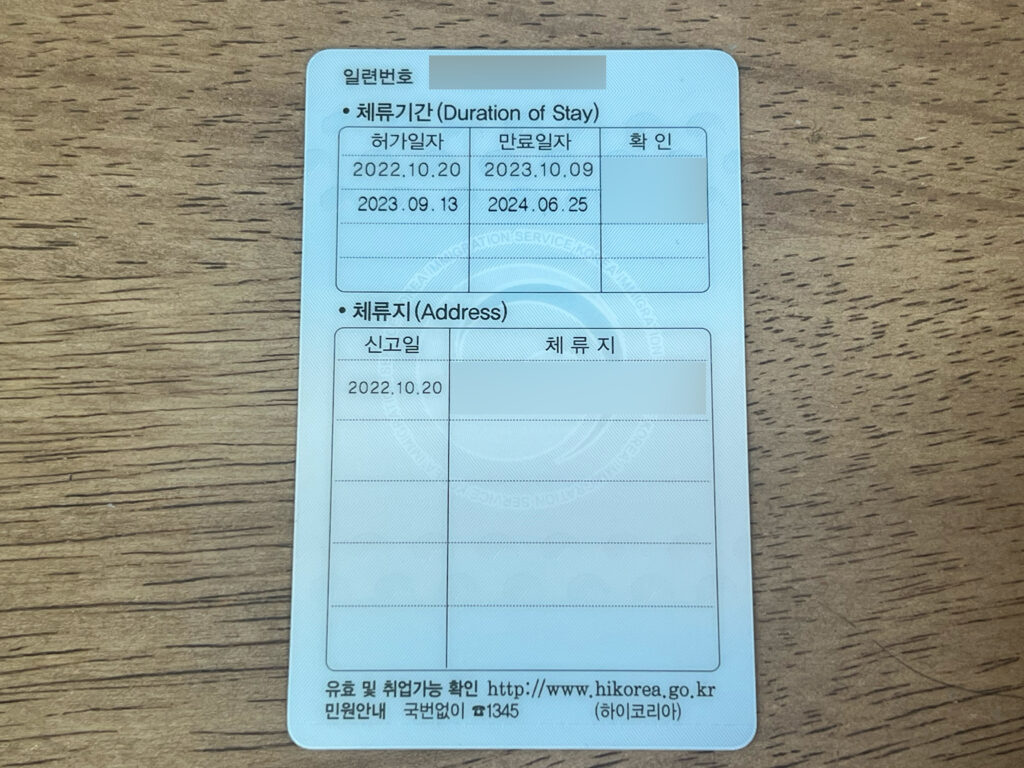 일련번호
• 체류기간(Duration of Stay)
허가일자 만료일자 확 인
2022.10.20 2023.10.09
2023.09.13 2024.06.25
• 체류지(Address)
신고일 체 류 지
2022.10.20
유효 및 취업가능 확인 http://www.hikorea.go.kr
민원안내 국번없이 ☎1345 (하이코리아)